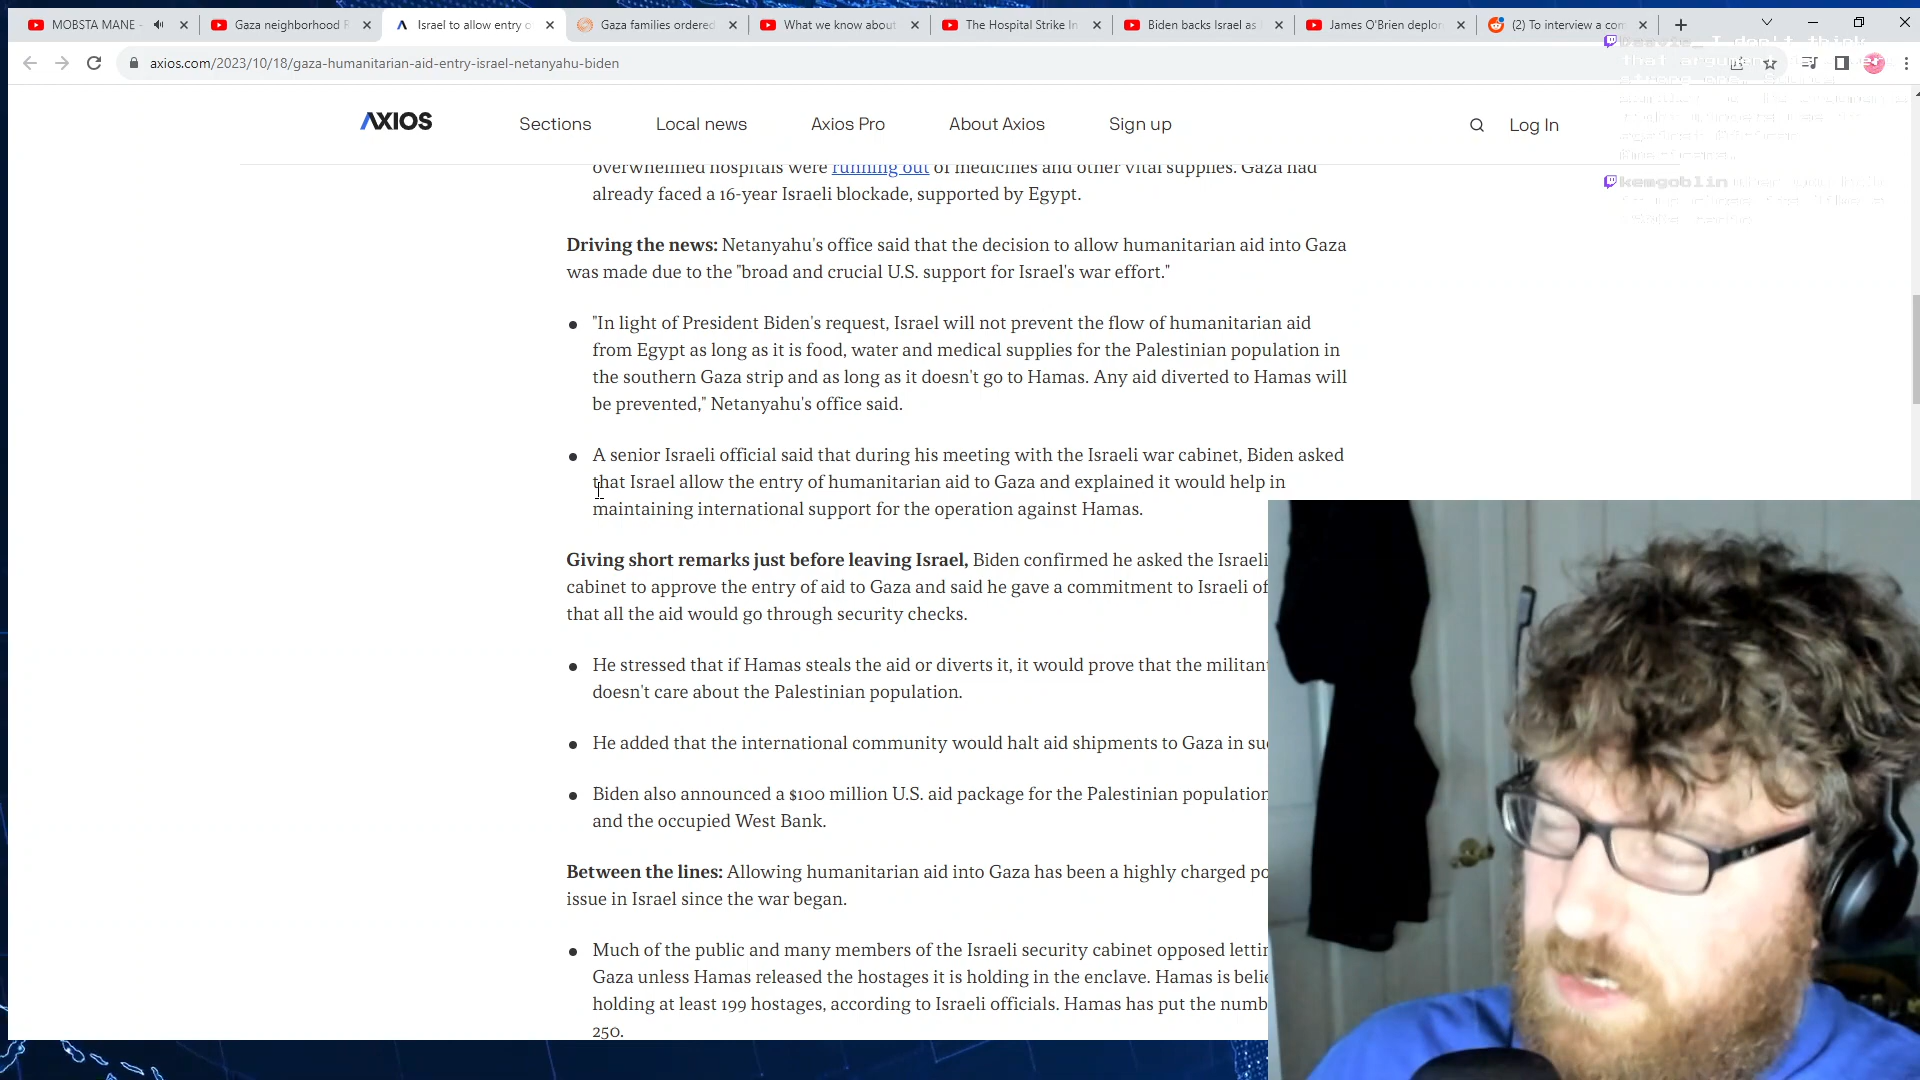 MOBSTA MANE -
Gaza neighborhood
Israel to allow entry o
Gaza families ordered
What we know about
The Hospital Strike In
Biden backs Israel as
James O'Brien deplor
(2) To interview a com
axios.com/2023/10/18/gaza-humanitarian-aid-entry-israel-netanyahu-biden
I don't think
that argument
kemgoblin
AXIOS
Sections
Local news
Axios Pro
About Axios
Sign up
Log In
overwhelmed hospitals were running out of medicines and other vital supplies. Gaza had
already faced a 16-year Israeli blockade, supported by Egypt.
Driving the news: Netanyahu's office said that the decision to allow humanitarian aid into Gaza
was made due to the "broad and crucial U.S. support for Israel's war effort."
"In light of President Biden's request, Israel will not prevent the flow of humanitarian aid
from Egypt as long as it is food, water and medical supplies for the Palestinian population in
the southern Gaza strip and as long as it doesn't go to Hamas. Any aid diverted to Hamas will
be prevented," Netanyahu's office said.
A senior Israeli official said that during his meeting with the Israeli war cabinet, Biden asked
that Israel allow the entry of humanitarian aid to Gaza and explained it would help in
maintaining international support for the operation against Hamas.
Giving short remarks just before leaving Israel, Biden confirmed he asked the Israeli
cabinet to approve the entry of aid to Gaza and said he gave a commitment to Israeli of
that all the aid would go through security checks.
He stressed that if Hamas steals the aid or diverts it, it would prove that the militant
doesn't care about the Palestinian population.
He added that the international community would halt aid shipments to Gaza in su
Biden also announced a $100 million U.S. aid package for the Palestinian population
and the occupied West Bank.
Between the lines: Allowing humanitarian aid into Gaza has been a highly charged po
issue in Israel since the war began.
Much of the public and many members of the Israeli security cabinet opposed letti
Gaza unless Hamas released the hostages it is holding in the enclave. Hamas is belie
holding at least 199 hostages, according to Israeli officials. Hamas has put the numb
250.